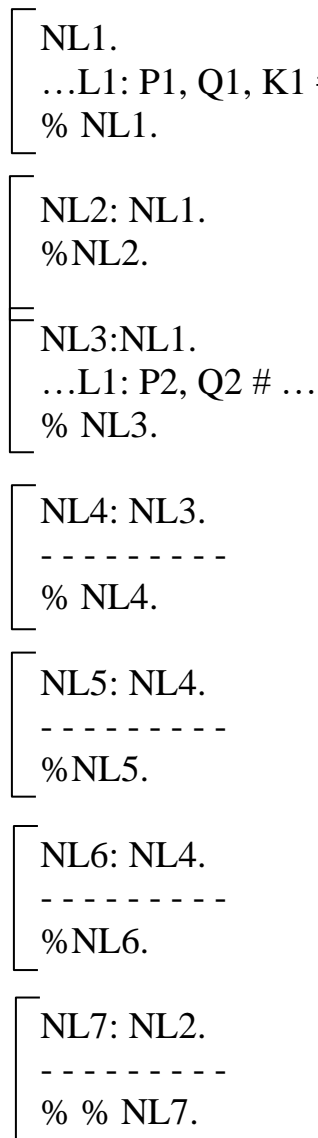 NL1.
…L1: P1, Q1, K1
% NL1.
NL2: NL1.
%NL2.
NL3:NL1.
…L1: P2, Q2 # …
% NL3.
NL4: NL3.
- - - - - - - - -
% NL4.
NL5: NL4.
- - - - - - - - -
%NL5.
NL6: NL4.
- - - - - - - - -
%NL6.
NL7: NL2.
- - - - - - - - -
% % NL7.